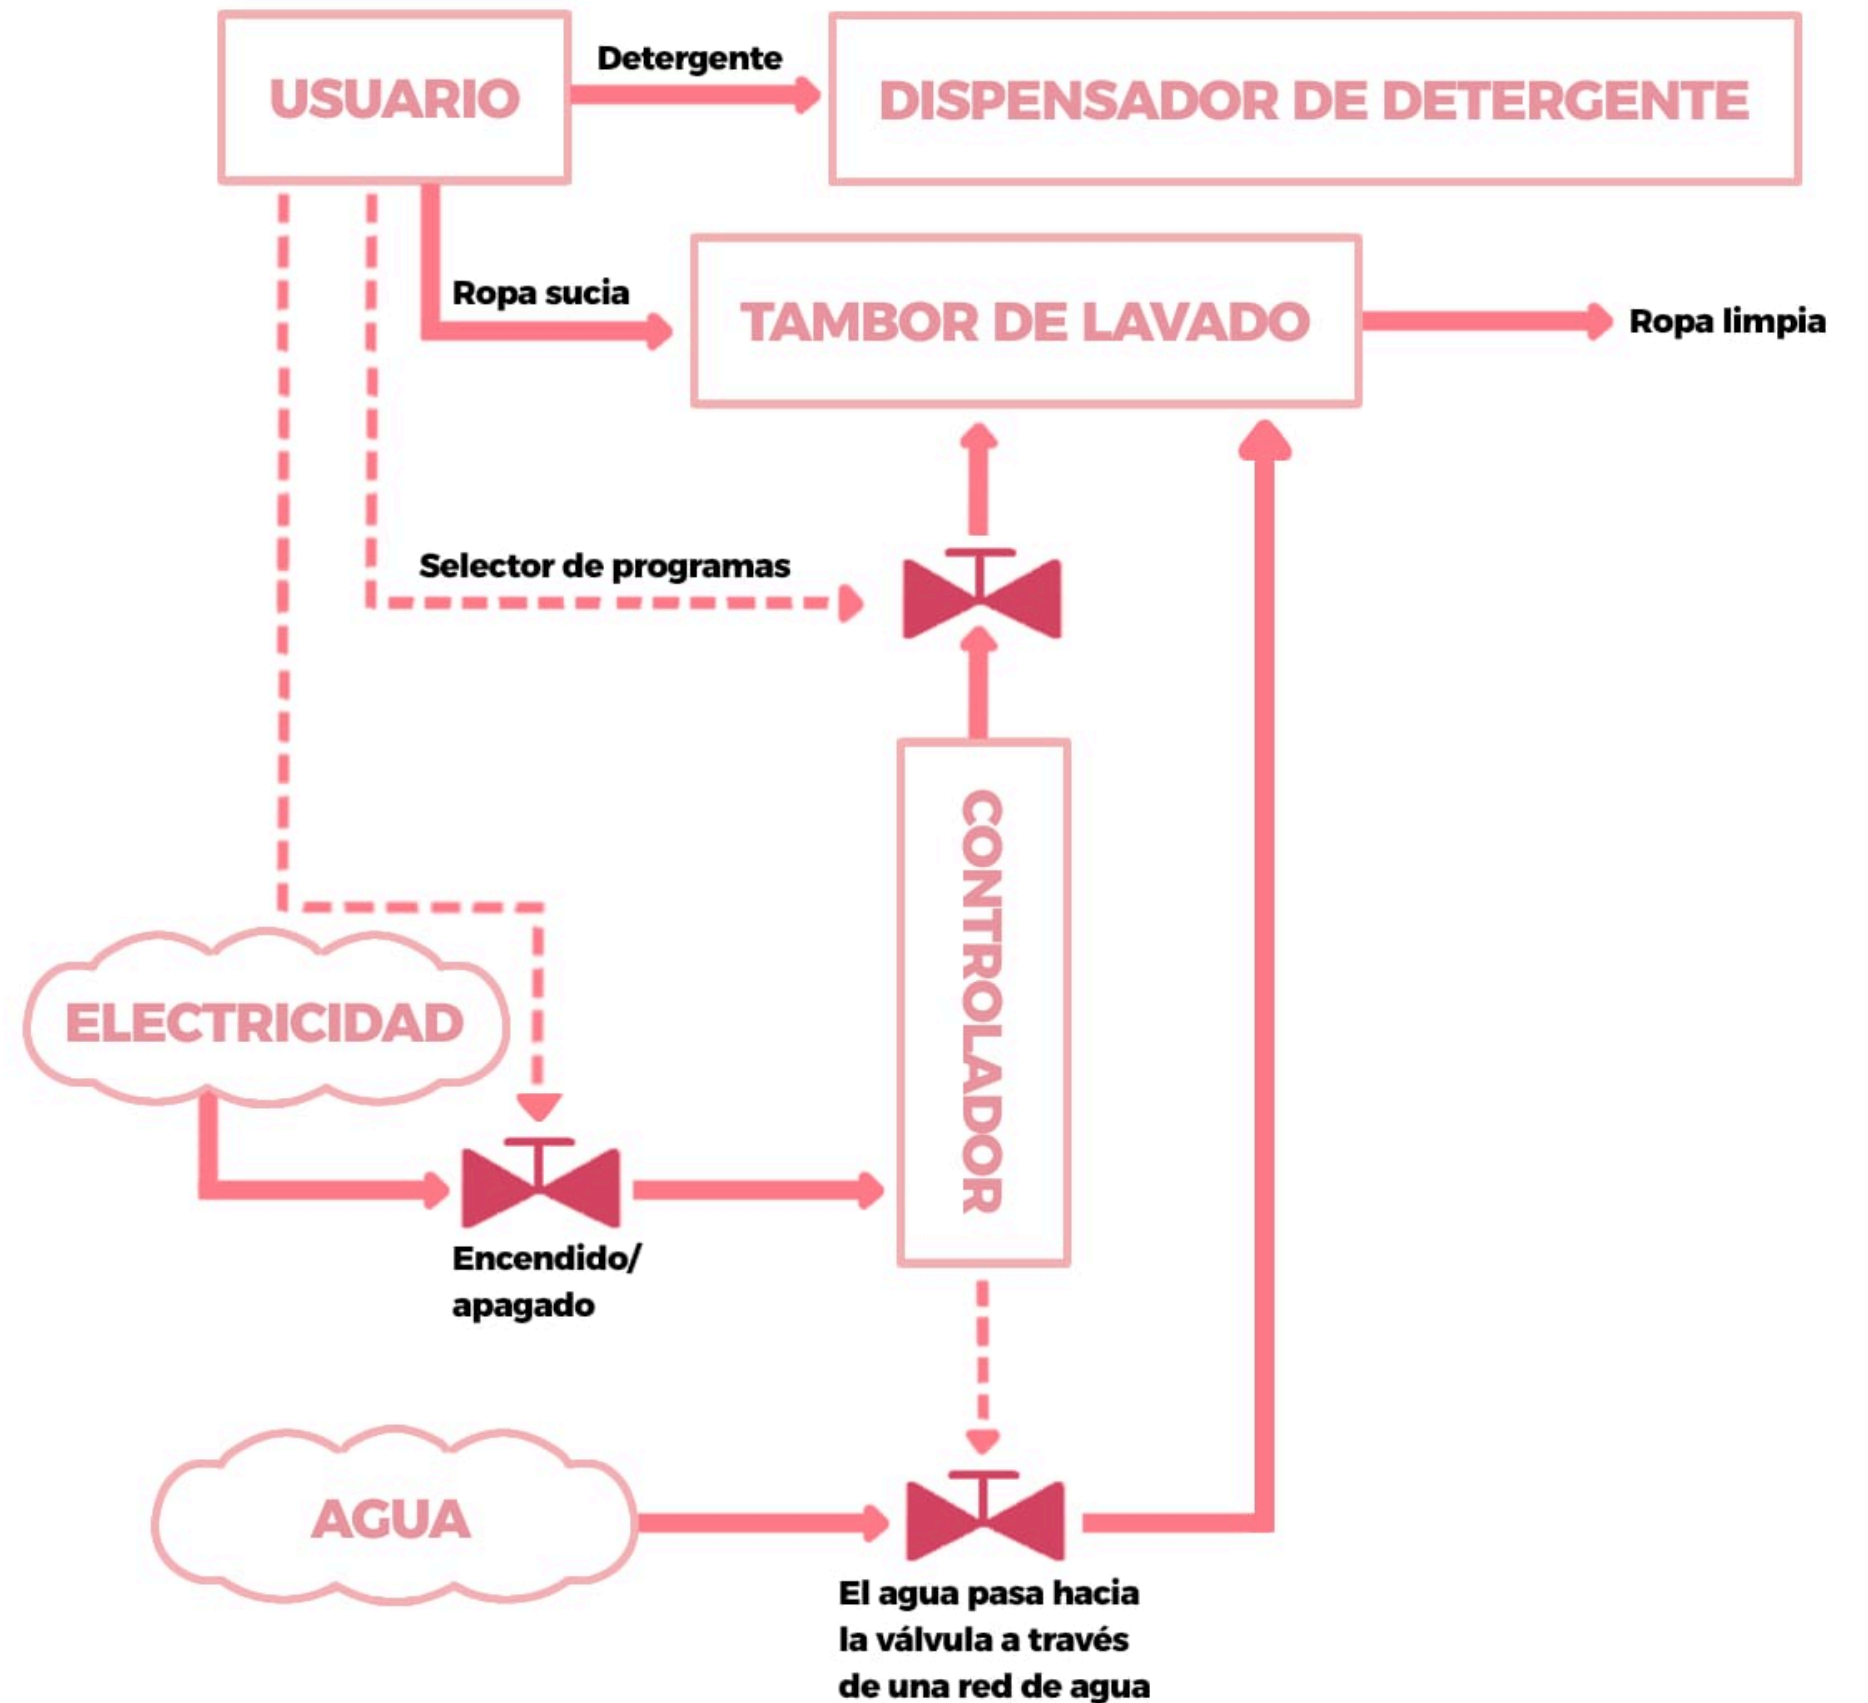 USUARIO
Detergente
DISPENSADOR DE DETERGENTE
Ropa sucia
TAMBOR DE LAVADO
Ropa limpia
Selector de programas
CONTROLADOR
ELECTRICIDAD
Encendido/
apagado
AGUA
El agua pasa hacia
la válvula a través
de una red de agua